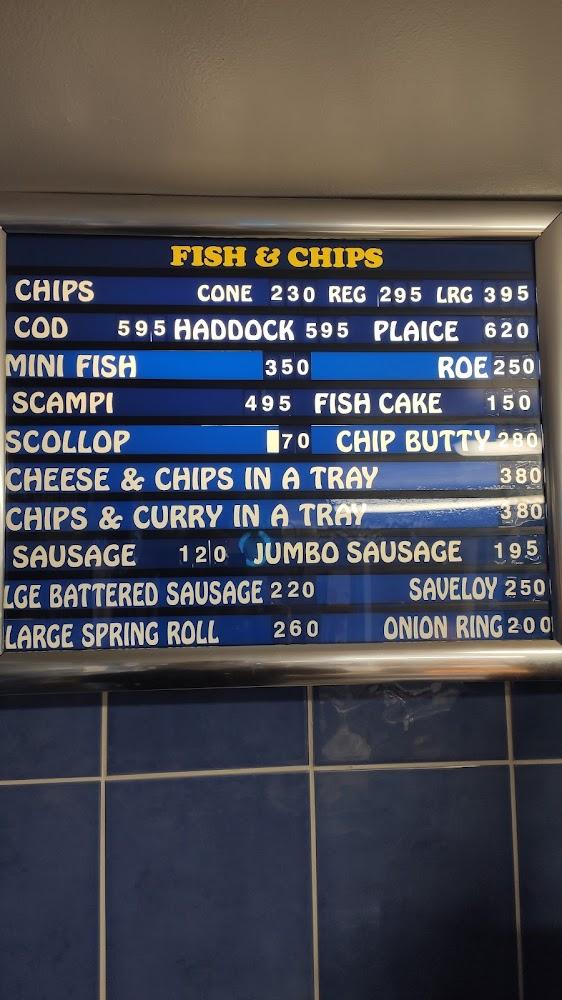 FISH & CHIPS
CHIPS CONE 230 REG 295 LRG 395
COD 595 HADDOCK 595 PLAICE 620
MINI FISH 350 ROE 250
SCAMPI 495 FISH CAKE 150
SCOLLOP 70 CHIP BUTTY 280
CHEESE & CHIPS IN A TRAY 380
CHIPS & CURRY IN A TRAY 380
SAUSAGE 120 JUMBO SAUSAGE 195
LGE BATTERED SAUSAGE 220 SAVELOY 250
LARGE SPRING ROLL 260 ONION RING 200